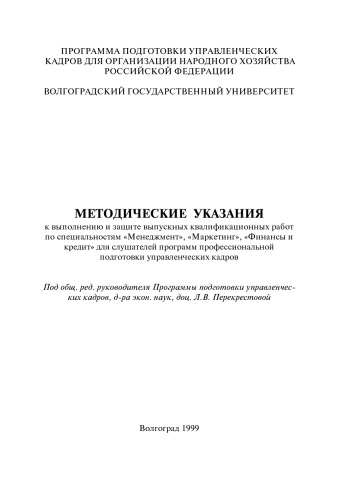 ПРОГРАММА ПОДГОТОВКИ УПРАВЛЕНЧЕСКИХ
КАДРОВ ДЛЯ ОРГАНИЗАЦИИ НАРОДНОГО ХОЗЯЙСТВА
РОССИЙСКОЙ ФЕДЕРАЦИИ
ВОЛГОГРАДСКИЙ ГОСУДАРСТВЕННЫЙ УНИВЕРСИТЕТ
МЕТОДИЧЕСКИЕ УКАЗАНИЯ
к выполнению и защите выпускных квалификационных работ
по специальностям «Менеджмент», «Маркетинг», «Финансы и
кредит» для слушателей программ профессиональной
подготовки управленческих кадров
Под общ. ред. руководителя Программы подготовки управленчес-
ких кадров, д-ра экон. наук, доц. Л.В. Перекрестовой
Волгоград 1999